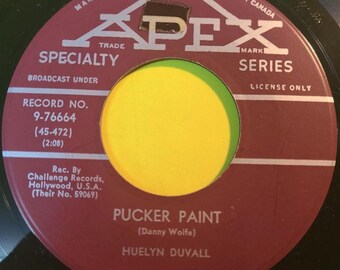 APEX
TRADE MARK
SPECIALTY SERIES
BROADCAST UNDER LICENSE ONLY
RECORD NO.
9-76664
(45-472)
(2:08)
Rec. By
Challenge Records,
Hollywood, U.S.A.
(Their No. 59069)
PUCKER PAINT
(Danny Wolfe)
HUELYN DUVALL